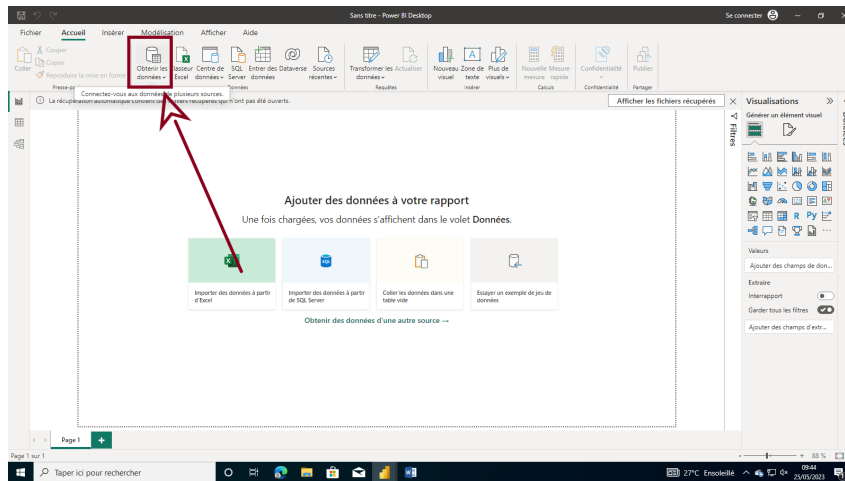 Sans titre - Power BI Desktop
Se connecter
Fichier Accueil Insérer Modélisation Afficher Aide
Coller
Couper
Copier
Reproduire la mise en forme
Obtenir les données
Excel
Centre de données
SQL Server
Entrer des données
Dataverse
Sources récentes
Transformer les données
Actualiser
Nouveau visuel
Zone de texte
Plus de visuels
Nouvelle mesure
Mesure rapide
Confidentialité
Publier
Requêtes
Insérer
Calculs
Confidentialité
Partager
Connectez-vous aux données de plusieurs sources.
Afficher les fichiers récupérés
Filtres
Visualisations
Générer un élément visuel
R Py
Ajouter des données à votre rapport
Une fois chargées, vos données s'affichent dans le volet Données.
SQL
Importer des données à partir
d'Excel
Importer des données à partir
de SQL Server
Coller les données dans une
table vide
Essayer un exemple de jeu de
données
Obtenir des données d'une autre source →
Valeurs
Ajouter des champs de don...
Extraire
Interrapport
Garder tous les filtres
Ajouter des champs d'extr...
Page 1
Page 1 sur 1
88 %
Taper ici pour rechercher
27°C Ensoleillé
09:44
25/05/2023